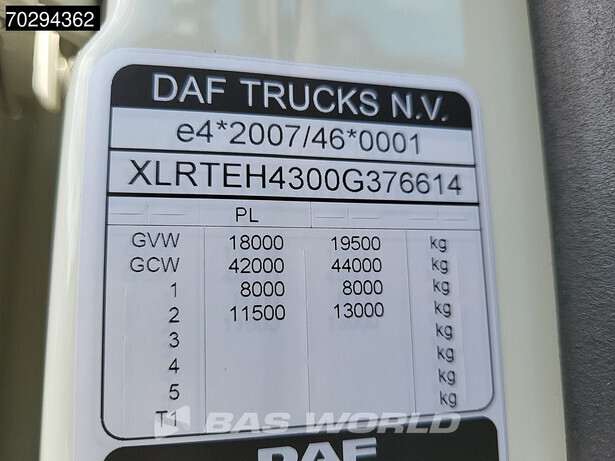 70294362
DAF TRUCKS N.V.
e4*2007/46*0001
XLRTEH4300G376614
PL
GVW 18000 19500 kg
GCW 42000 44000 kg
1 8000 8000 kg
2 11500 13000 kg
3 kg
4 kg
5 kg
T1 kg
BAS WORLD
DAF